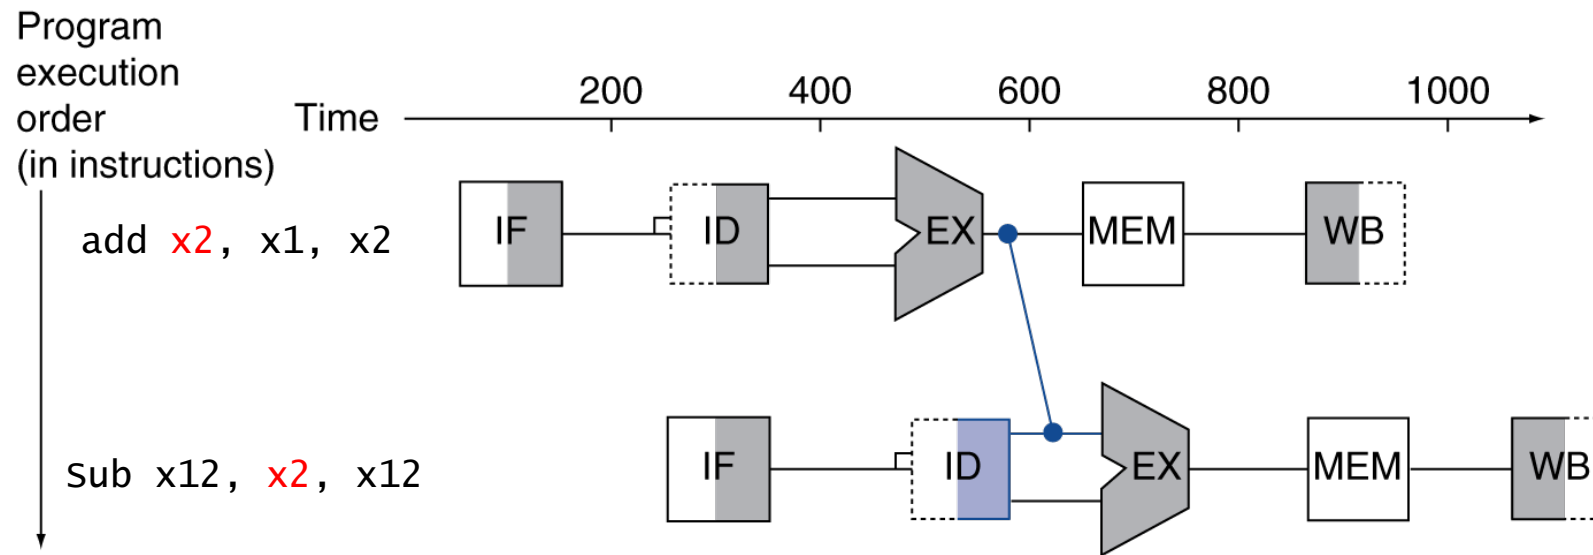 Program
execution
order
(in instructions)
Time
200 400 600 800 1000
add x2, x1, x2
IF ID EX MEM WB
Sub x12, x2, x12
IF ID EX MEM WB